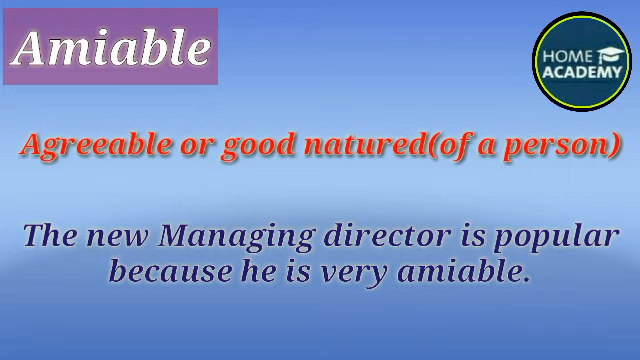 Amiable
HOME
ACADEMY
Agreeable or good natured(of a person)
The new Managing director is popular
because he is very amiable.